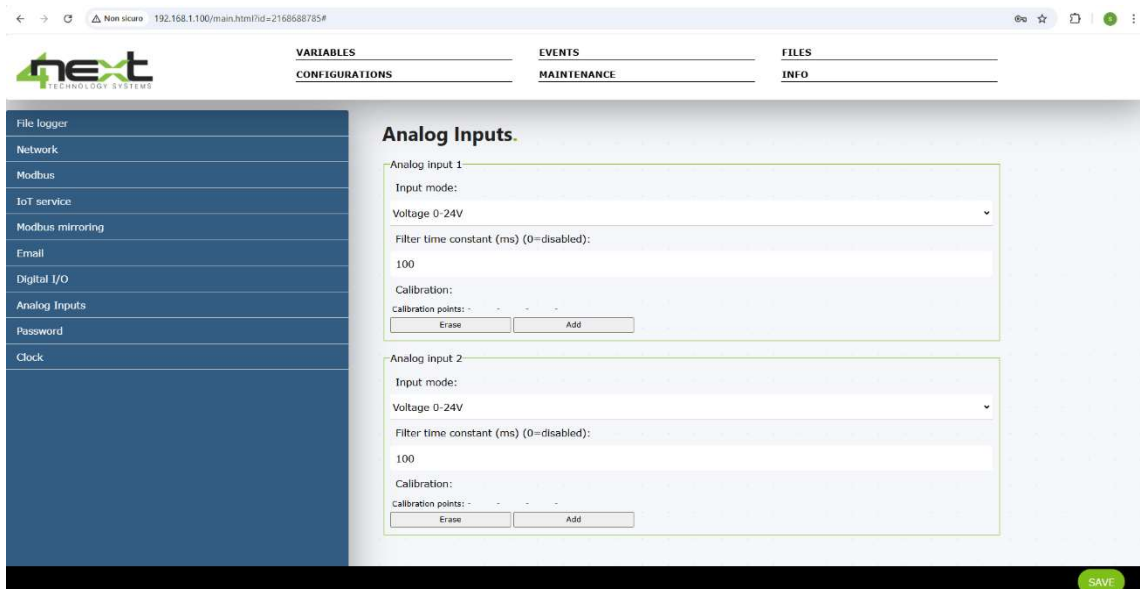 Non sicuro 192.168.1.100/main.html?id=2168688785#
4next
TECHNOLOGY SYSTEMS
VARIABLES EVENTS FILES
CONFIGURATIONS MAINTENANCE INFO
File logger
Network
Modbus
IoT service
Modbus mirroring
Email
Digital I/O
Analog Inputs
Password
Clock
Analog Inputs.
Analog input 1
Input mode:
Voltage 0-24V
Filter time constant (ms) (0=disabled):
100
Calibration:
Calibration points: - - - -
Erase Add
Analog input 2
Input mode:
Voltage 0-24V
Filter time constant (ms) (0=disabled):
100
Calibration:
Calibration points: - - - -
Erase Add
SAVE